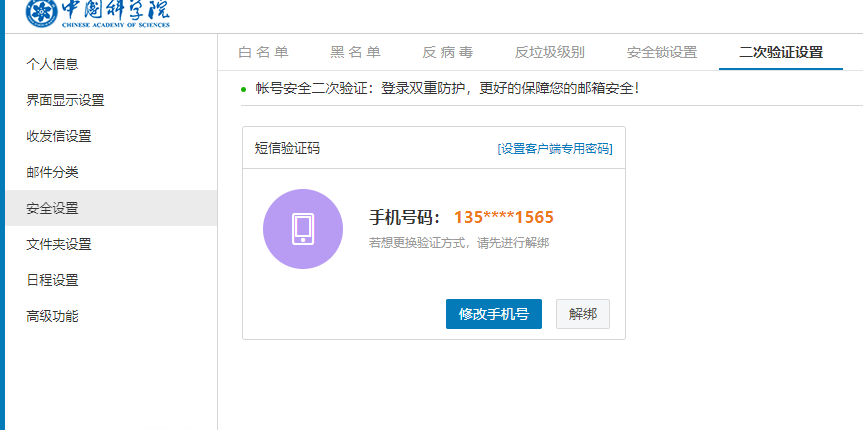 中国科学院
CHINESE ACADEMY OF SCIENCES
个人信息
界面显示设置
收发信设置
邮件分类
安全设置
文件夹设置
日程设置
高级功能
白 名 单 黑 名 单 反 病 毒 反垃圾级别 安全锁设置 二次验证设置
帐号安全二次验证：登录双重防护，更好的保障您的邮箱安全！
短信验证码 [设置客户端专用密码]
手机号码： 135****1565
若想更换验证方式，请先进行解绑
修改手机号 解绑